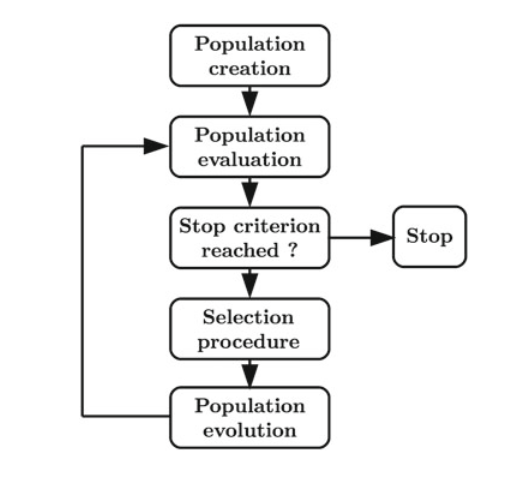 Population
creation
Population
evaluation
Stop criterion
reached ?
Stop
Selection
procedure
Population
evolution